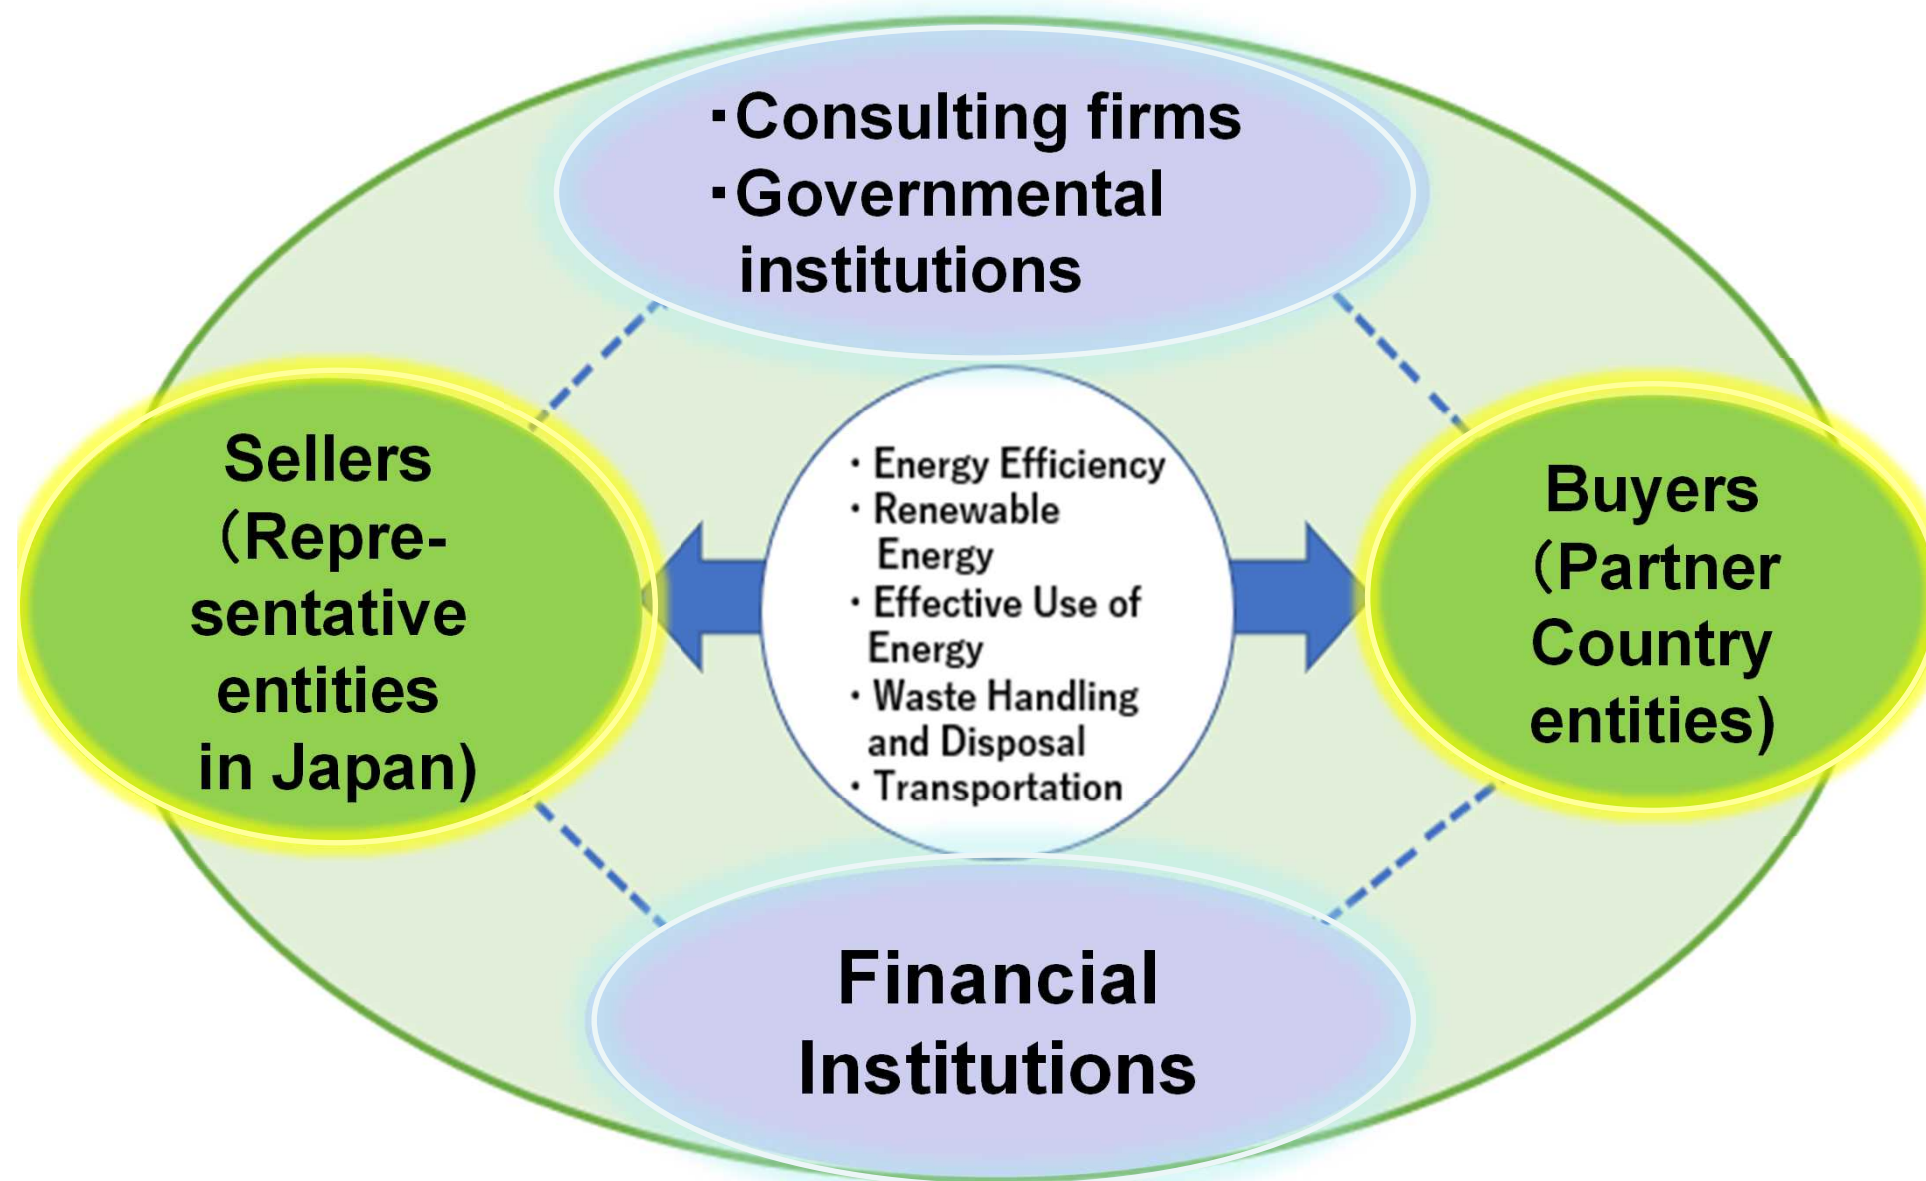 ・Consulting firms
・Governmental
institutions
Sellers
（Repre-
sentative
entities
in Japan)
・Energy Efficiency
・Renewable
Energy
・Effective Use of
Energy
・Waste Handling
and Disposal
・Transportation
Buyers
（Partner
Country
entities)
Financial
Institutions